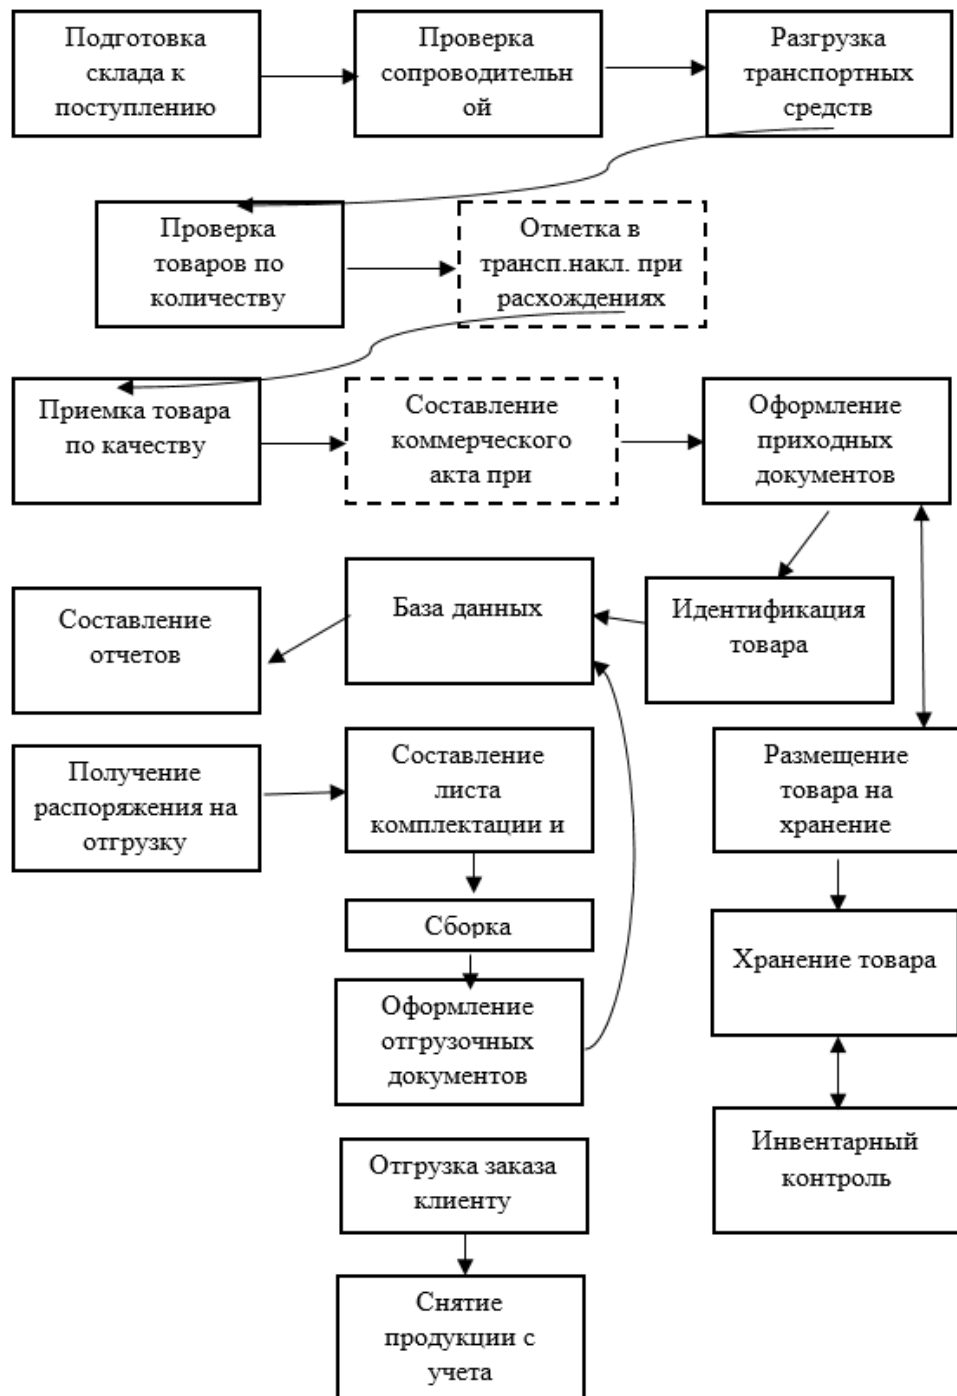 Подготовка
склада к
поступлению
Проверка
сопроводительн
ой
Разгрузка
транспортных
средств
Проверка
товаров по
количеству
Отметка в
трансп.накл. при
расхождениях
Приемка товара
по качеству
Составление
коммерческого
акта при
Оформление
приходных
документов
Составление
отчетов
База данных
Идентификация
товара
Получение
распоряжения на
отгрузку
Составление
листа
комплектации и
Размещение
товара на
хранение
Сборка
Хранение товара
Оформление
отгрузочных
документов
Инвентарный
контроль
Отгрузка заказа
клиенту
Снятие
продукции с
учета